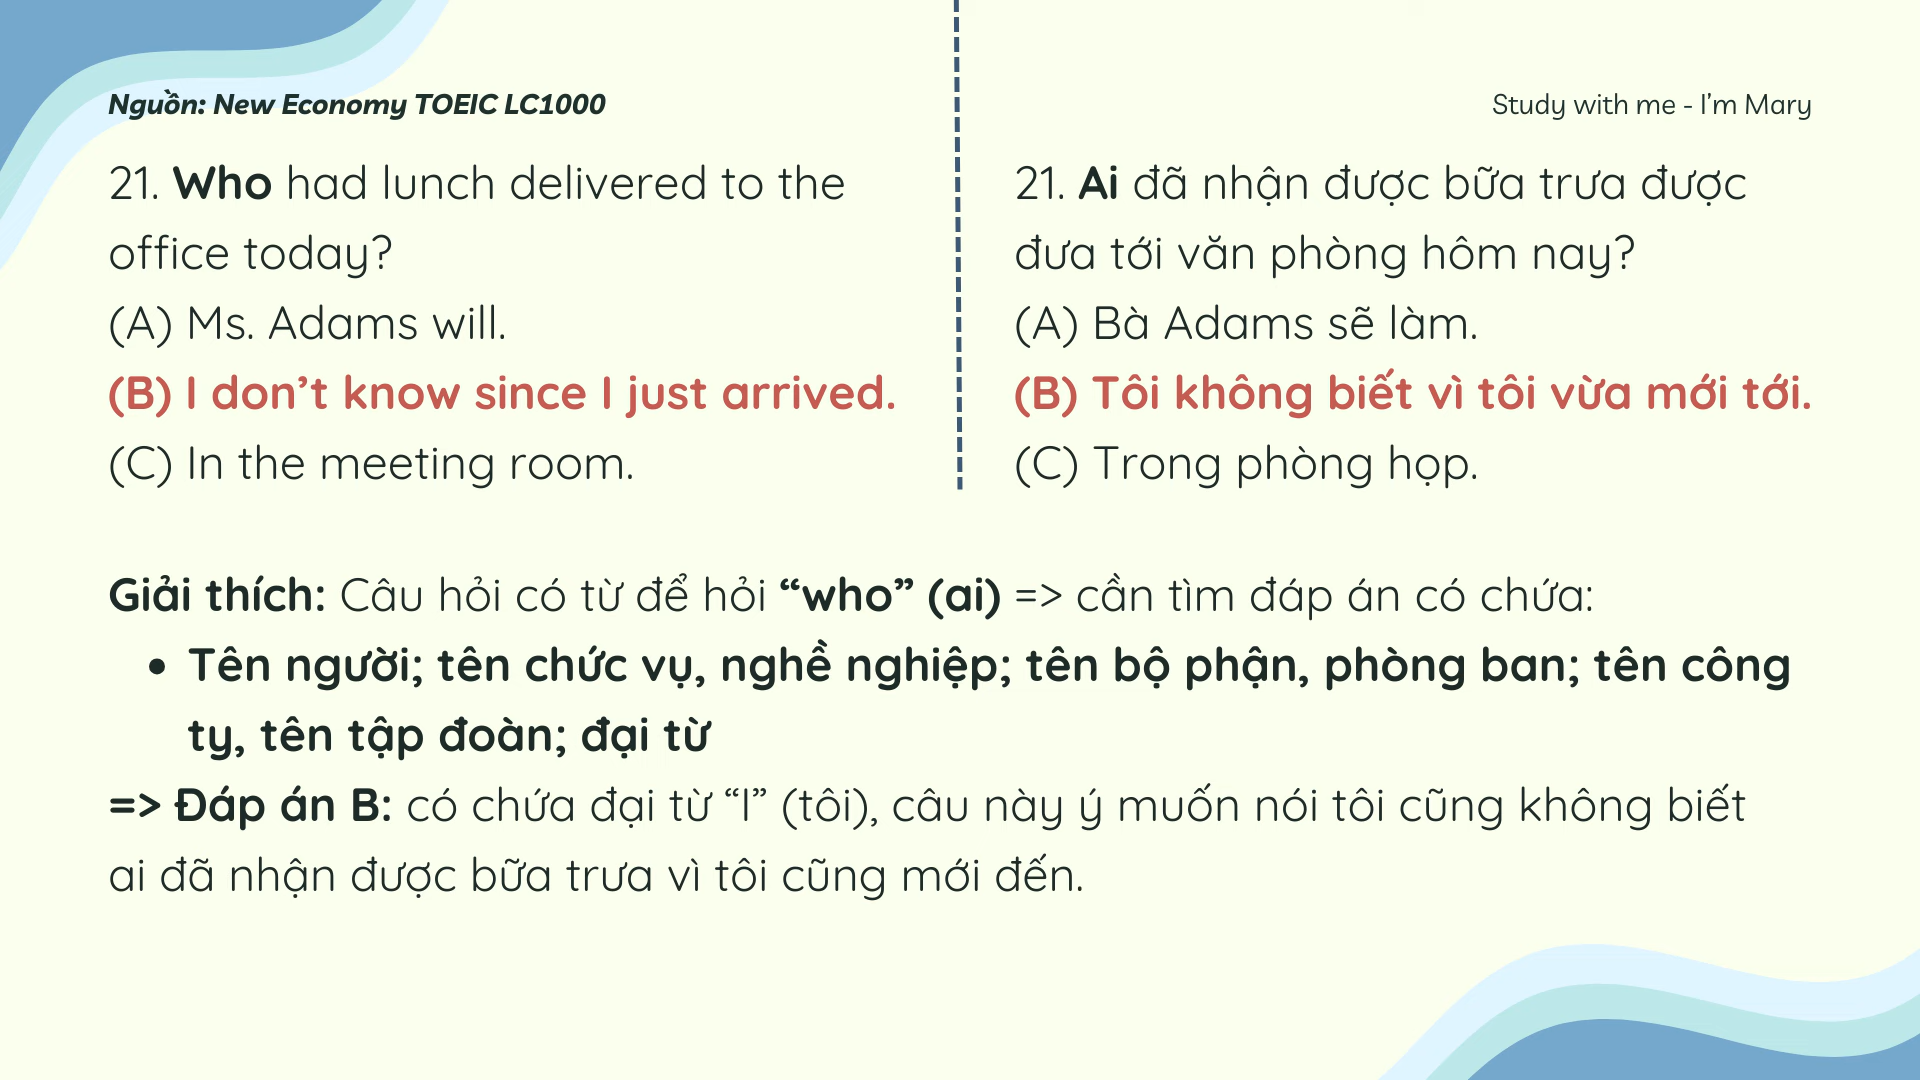 Nguồn: New Economy TOEIC LC1000
Study with me - I'm Mary
21. Who had lunch delivered to the
office today?
(A) Ms. Adams will.
(B) I don't know since I just arrived.
(C) In the meeting room.
21. Ai đã nhận được bữa trưa được
đưa tới văn phòng hôm nay?
(A) Bà Adams sẽ làm.
(B) Tôi không biết vì tôi vừa mới tới.
(C) Trong phòng họp.
Giải thích: Câu hỏi có từ để hỏi “who” (ai) => cần tìm đáp án có chứa:
• Tên người; tên chức vụ, nghề nghiệp; tên bộ phận, phòng ban; tên công
ty, tên tập đoàn; đại từ
=> Đáp án B: có chứa đại từ “I” (tôi), câu này ý muốn nói tôi cũng không biết
ai đã nhận được bữa trưa vì tôi cũng mới đến.